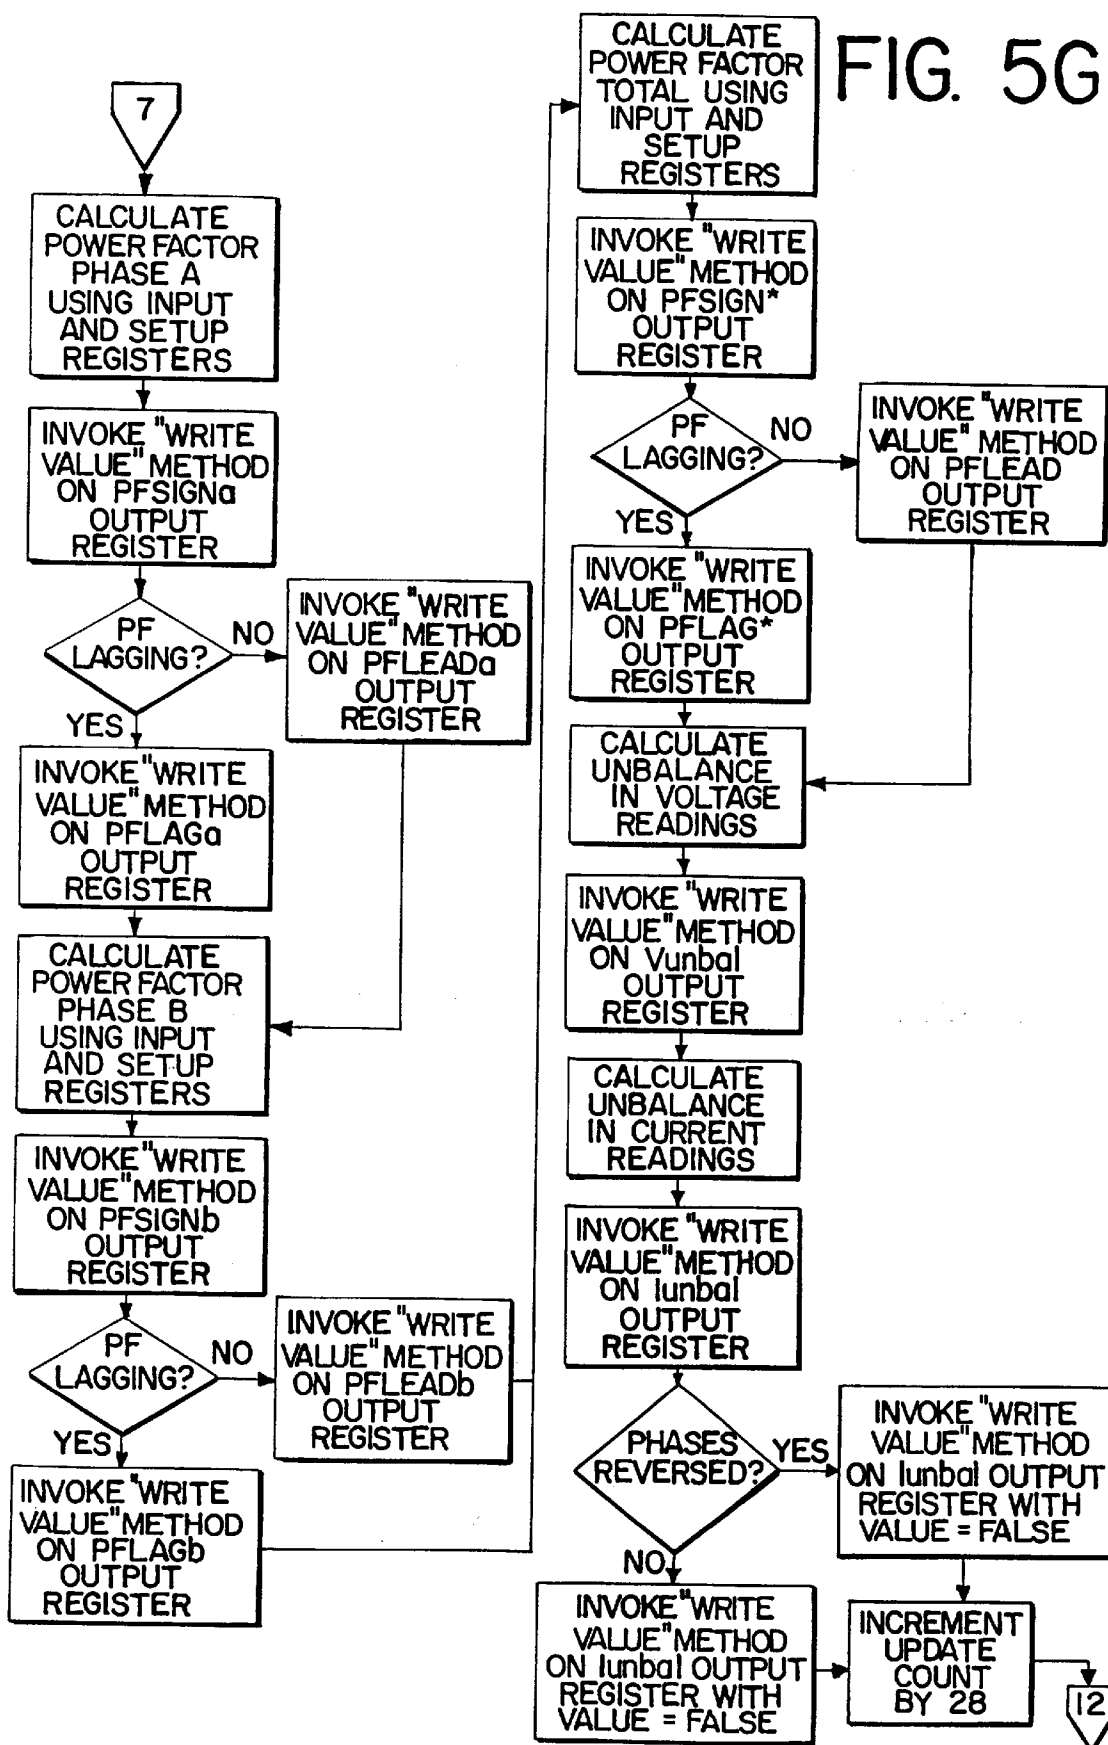 FIG. 5G
7
CALCULATE
POWER FACTOR
PHASE A
USING INPUT
AND SETUP
REGISTERS
INVOKE "WRITE
VALUE" METHOD
ON PFSIGNa
OUTPUT
REGISTER
PF
LAGGING?
NO
YES
INVOKE "WRITE
VALUE" METHOD
ON PFLEADa
OUTPUT
REGISTER
INVOKE "WRITE
VALUE" METHOD
ON PFLAGa
OUTPUT
REGISTER
CALCULATE
POWER FACTOR
PHASE B
USING INPUT
AND SETUP
REGISTERS
INVOKE "WRITE
VALUE" METHOD
ON PFSIGNb
OUTPUT
REGISTER
PF
LAGGING?
NO
YES
INVOKE "WRITE
VALUE" METHOD
ON PFLEADb
OUTPUT
REGISTER
INVOKE "WRITE
VALUE" METHOD
ON PFLAGb
OUTPUT
REGISTER
CALCULATE
POWER FACTOR
TOTAL USING
INPUT AND
SETUP
REGISTERS
INVOKE "WRITE
VALUE" METHOD
ON PFSIGN*
OUTPUT
REGISTER
PF
LAGGING?
NO
YES
INVOKE "WRITE
VALUE" METHOD
ON PFLEAD
OUTPUT
REGISTER
INVOKE "WRITE
VALUE" METHOD
ON PFLAG*
OUTPUT
REGISTER
CALCULATE
UNBALANCE
IN VOLTAGE
READINGS
INVOKE "WRITE
VALUE" METHOD
ON Vunbal
OUTPUT
REGISTER
CALCULATE
UNBALANCE
IN CURRENT
READINGS
INVOKE "WRITE
VALUE" METHOD
ON Iunbal
OUTPUT
REGISTER
PHASES
REVERSED?
YES
NO
INVOKE "WRITE
VALUE" METHOD
ON Iunbal OUTPUT
REGISTER WITH
VALUE = FALSE
INVOKE "WRITE
VALUE" METHOD
ON Iunbal OUTPUT
REGISTER WITH
VALUE = FALSE
INCREMENT
UPDATE
COUNT
BY 28
12